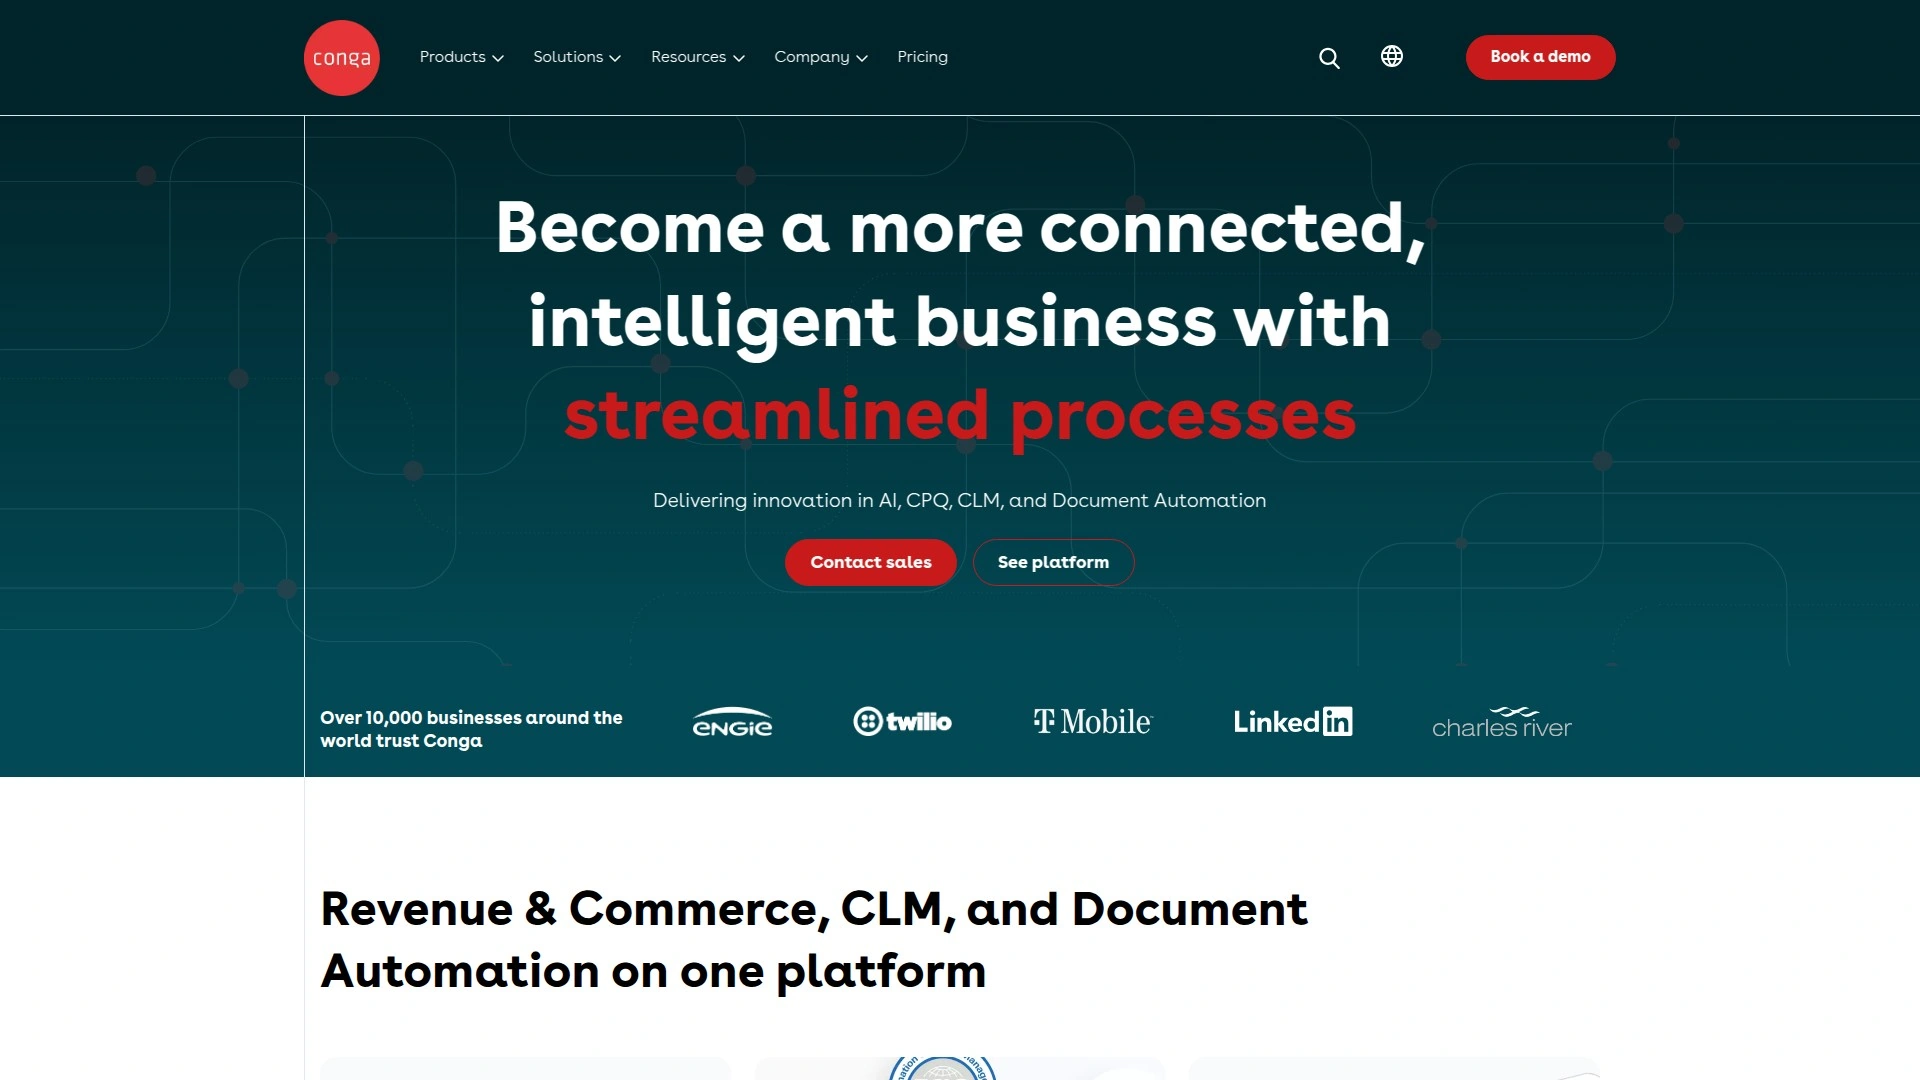 conga
Products
Solutions
Resources
Company
Pricing
Book a demo
Become a more connected,
intelligent business with
streamlined processes
Delivering innovation in AI, CPQ, CLM, and Document Automation
Contact sales
See platform
Over 10,000 businesses around the
world trust Conga
engie
twilio
T Mobile
Linkedin
charles river
Revenue & Commerce, CLM, and Document
Automation on one platform